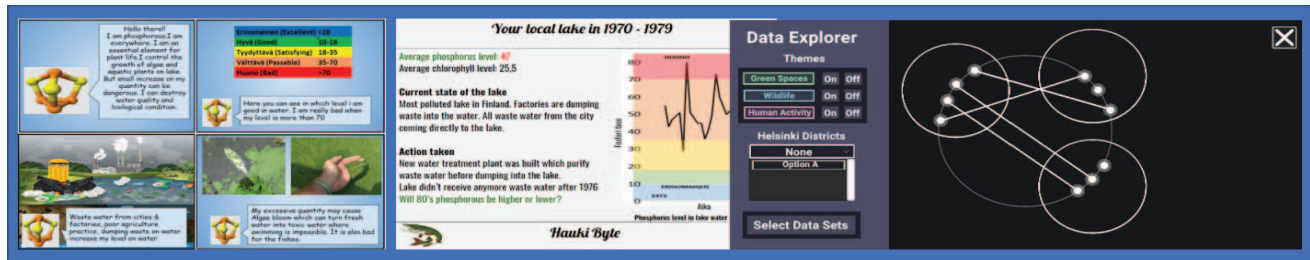 Hello there!!
I am phosphorous.I am
everywhere. I am an
essential element for
plant life.I control the
growth of algee and
aquatic plants on lake.
But small increase on my
quantity can be
dangerous. I can destroy
water quality and
biological condition.
Erinomainen (Excellent) <10
Hyvä (Good) 10-18
Tyydyttävä (Satisfying) 18-35
Välttävä (Passable) 35-70
Huono (Bad) >70
Here you can see in which level i am
good in water. I am really bad when
my level is more than 70
Waste water from cities &
factories, poor agriculture
practice, dumping waste on water
increase my level on water.
My excessive quantity may cause
Algee bloom which can turn fresh
water into toxic water where
swimming is impossible. It is also bad
for the fishes.
Your local lake in 1970 - 1979
Average phosphorus level: 47
Average chlorophyll level: 25,5
Current state of the lake
Most polluted lake in Finland. Factories are dumping
waste into the water. All waste water from the city
coming directly to the lake.
Action taken
New water treatment plant was built which purify
waste water before dumping into the lake.
Lake didn't receive anymore waste water after 1976
Will 80's phosphorous be higher or lower?
HUONO
80
70
60
50
40
30
20
10
0
ERINOMAINEN
1973
Aika
Phosphorus level in lake water
Hauki Byte
Data Explorer
Themes
Green Spaces On Off
Wildlife On Off
Human Activity On Off
Helsinki Districts
None
Option A
Select Data Sets